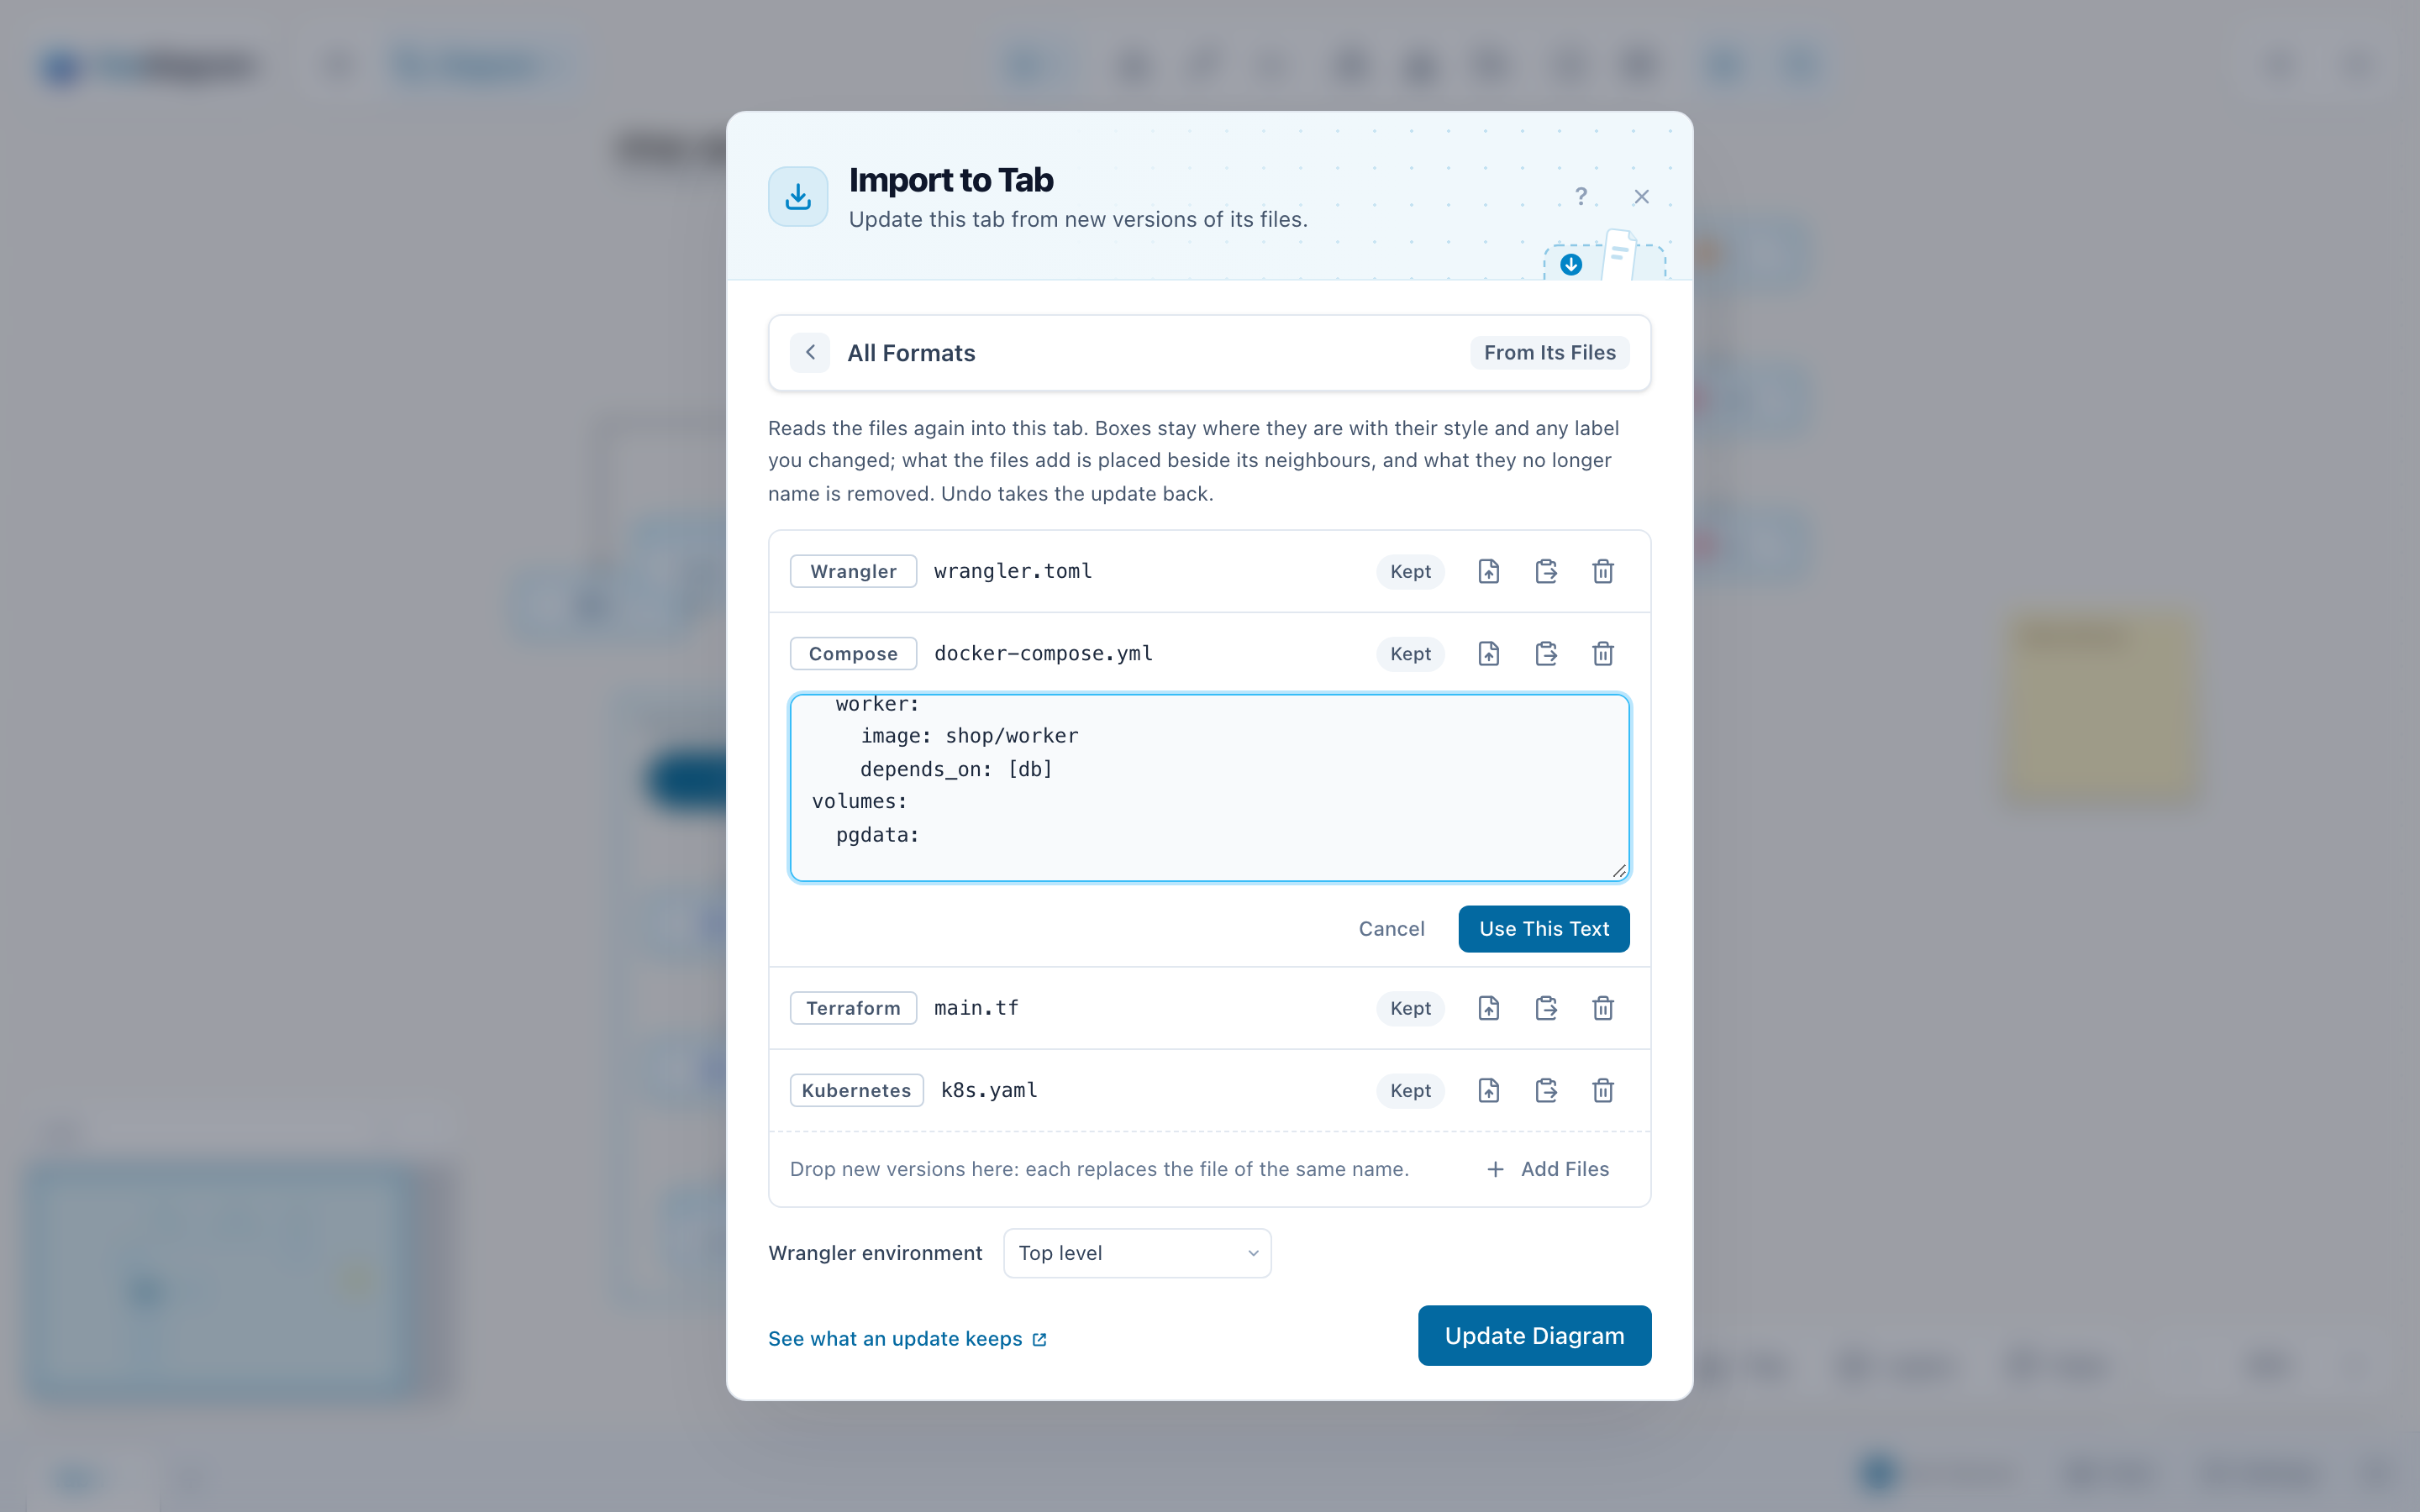 Import to Tab
Update this tab from new versions of its files.
?
All Formats
From Its Files
Reads the files again into this tab. Boxes stay where they are with their style and any label
you changed; what the files add is placed beside its neighbours, and what they no longer
name is removed. Undo takes the update back.
Wrangler wrangler.toml Kept
Compose docker-compose.yml Kept
worker:
image: shop/worker
depends_on: [db]
volumes:
pgdata:
Cancel Use This Text
Terraform main.tf Kept
Kubernetes k8s.yaml Kept
Drop new versions here: each replaces the file of the same name. + Add Files
Wrangler environment Top level
See what an update keeps Update Diagram